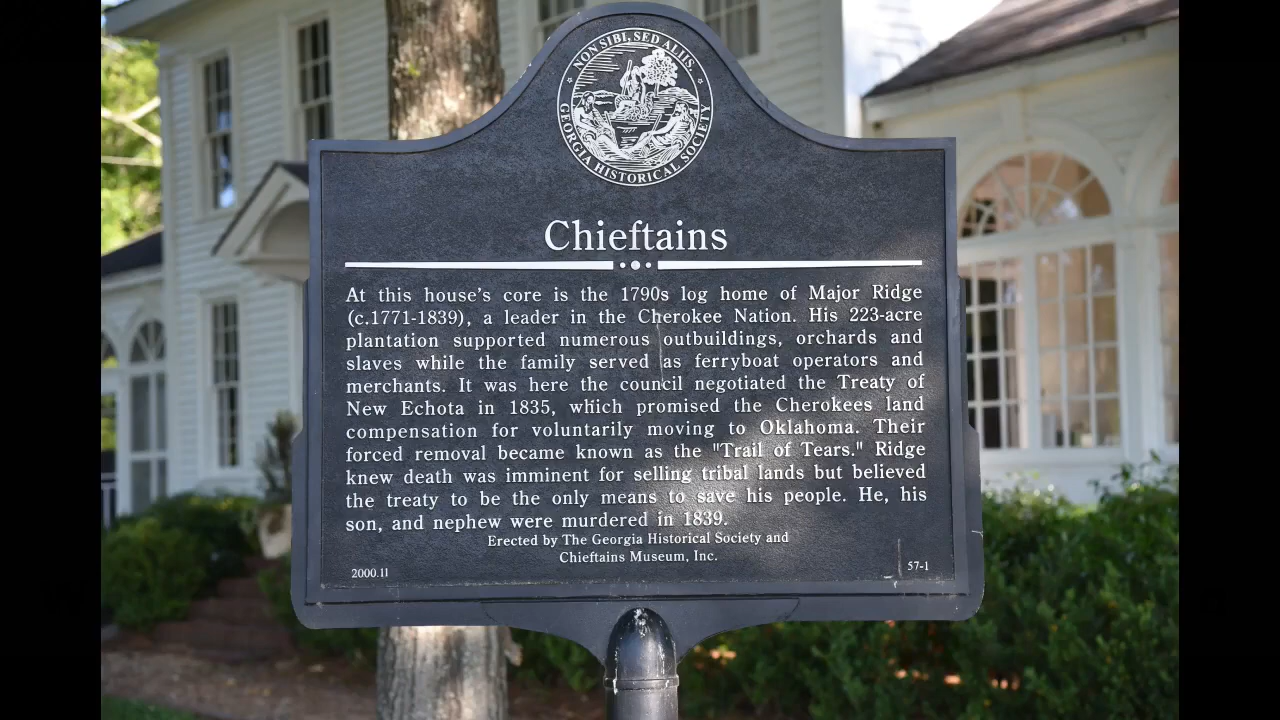 NON SIBI, SED ALIIS
GEORGIA HISTORICAL SOCIETY
Chieftains
At this house's core is the 1790s log home of Major Ridge
(c.1771-1839), a leader in the Cherokee Nation. His 223-acre
plantation supported numerous outbuildings, orchards and
slaves while the family served as ferryboat operators and
merchants. It was here the council negotiated the Treaty of
New Echota in 1835, which promised the Cherokees land
compensation for voluntarily moving to Oklahoma. Their
forced removal became known as the "Trail of Tears." Ridge
knew death was imminent for selling tribal lands but believed
the treaty to be the only means to save his people. He, his
son, and nephew were murdered in 1839.
Erected by The Georgia Historical Society and
Chieftains Museum, Inc.
2000.11
57-1